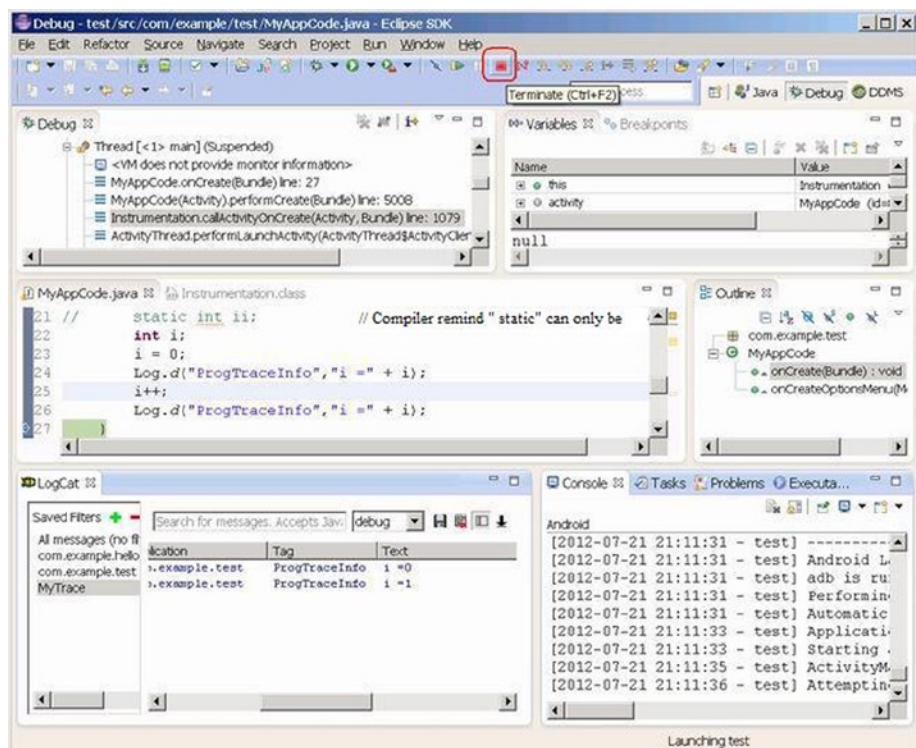 Debug - test/src/com/example/test/MyAppCode.java - Eclipse SDK
File Edit Refactor Source Navigate Search Project Run Window Help
Terminate (Ctrl+F2)
Java Debug DDMS
Debug
Thread [<1> main] (Suspended)
<VM does not provide monitor information>
MyAppCode.onCreate(Bundle) line: 27
MyAppCode(Activity).performCreate(Bundle) line: 5008
Instrumentation.callActivityOnCreate(Activity, Bundle) line: 1079
ActivityThread.performLaunchActivity(ActivityThread$ActivityClier
Variables Breakpoints
Name Value
this Instrumentation
activity MyAppCode (id=
null
MyAppCode.java Instrumentation.class
21 // static int ii; // Compiler remind " static" can only be
22 int i;
23 i = 0;
24 Log.d("ProgTraceInfo","i =" + i);
25 i++;
26 Log.d("ProgTraceInfo","i =" + i);
27 }
Outline
com.example.test
MyAppCode
onCreate(Bundle) : void
onCreateOptionsMenu(M
LogCat
Saved Filters
All messages (no fi
com.example.hello
com.example.test
MyTrace
Search for messages. Accepts Jav debug
lication Tag Text
.example.test ProgTraceInfo i =0
.example.test ProgTraceInfo i =1
Console Tasks Problems Executa...
Android
[2012-07-21 21:11:31 - test] ----------
[2012-07-21 21:11:31 - test] Android L
[2012-07-21 21:11:31 - test] adb is ru
[2012-07-21 21:11:31 - test] Performin
[2012-07-21 21:11:31 - test] Automatic
[2012-07-21 21:11:33 - test] Applicati
[2012-07-21 21:11:33 - test] Starting
[2012-07-21 21:11:35 - test] ActivityM
[2012-07-21 21:11:36 - test] Attemptin
Launching test